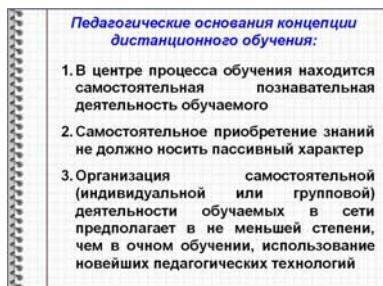 Педагогические основания концепции
дистанционного обучения:
1. В центре процесса обучения находится
самостоятельная познавательная
деятельность обучаемого
2. Самостоятельное приобретение знаний
не должно носить пассивный характер
3. Организация самостоятельной
(индивидуальной или групповой)
деятельности обучаемых в сети
предполагает в не меньшей степени,
чем в очном обучении, использование
новейших педагогических технологий